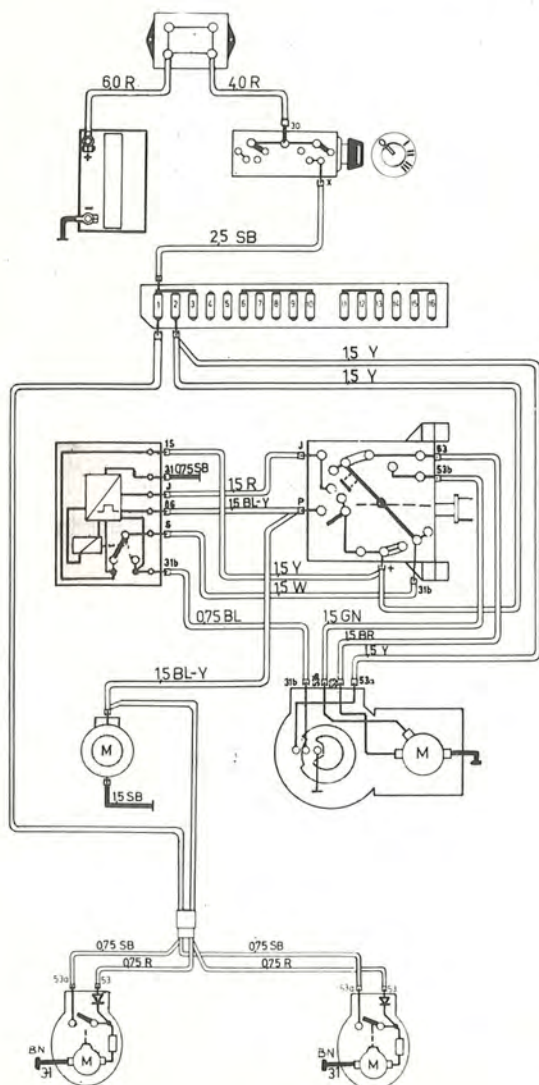 6,0 R 4,0 R
30
0 I II III
+
-
X
2,5 SB
1 2 3 4 5 6 7 8 9 10 11 12 13 14 15 16
1,5 Y
1,5 Y
15
31 0,75 SB
J 1,5 R J 53
86 1,5 BL-Y P 53b
S
31b
1,5 Y +
1,5 W 31b
0,75 BL 1,5 GN
1,5 BR
1,5 Y
1,5 BL-Y 31b 53a
M M
1,5 SB
0,75 SB 0,75 SB
0,75 R 0,75 R
53a 53 53a 53
BN BN
31 M 31 M